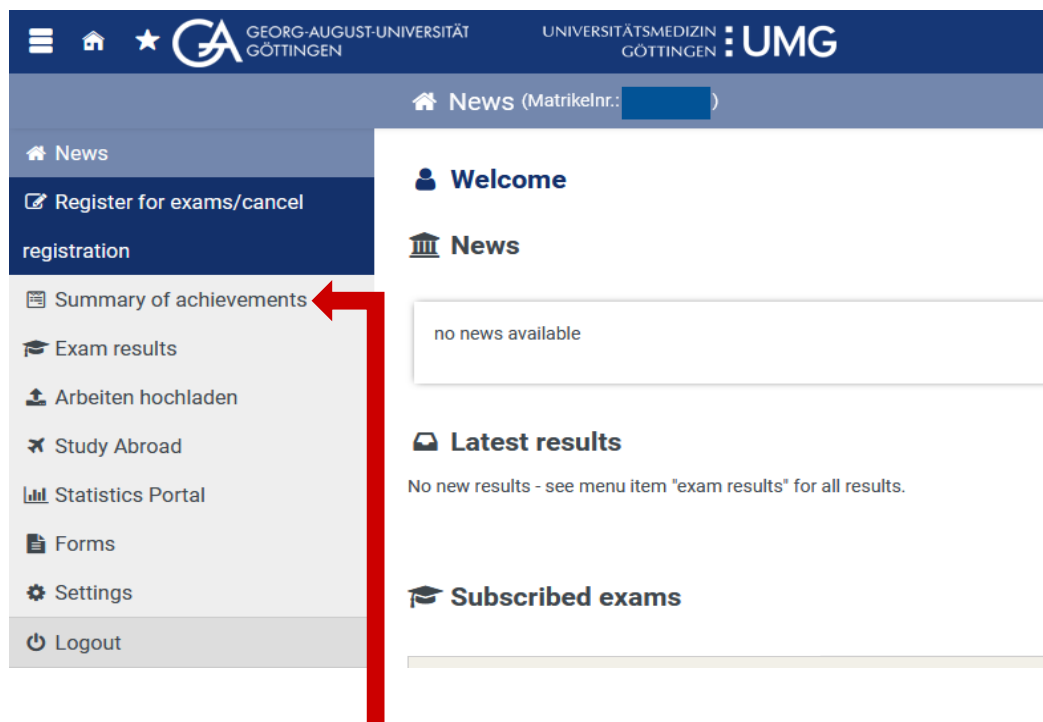 GEORG-AUGUST-UNIVERSITÄT
GÖTTINGEN
UNIVERSITÄTSMEDIZIN
GÖTTINGEN
UMG
News (Matrikelnr.: )
News
Register for exams/cancel
registration
Summary of achievements
Exam results
Arbeiten hochladen
Study Abroad
Statistics Portal
Forms
Settings
Logout
Welcome
News
no news available
Latest results
No new results - see menu item "exam results" for all results.
Subscribed exams